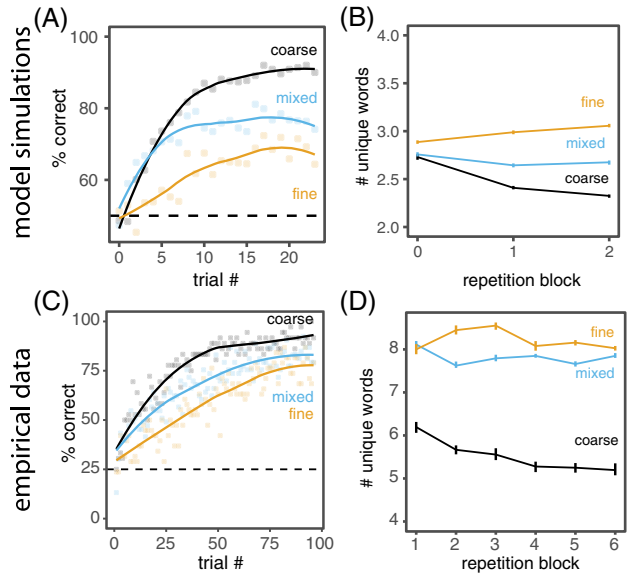 (A)
(B)
model simulations
% correct
100
80
60
coarse
mixed
fine
0
10
20
trial #
# unique words
4.0
3.5
3.0
2.5
2.0
fine
mixed
coarse
0
1
2
repetition block
(C)
(D)
empirical data
% correct
100
75
50
25
0
coarse
mixed
fine
0
25
50
75
100
trial #
# unique words
8
6
5
4
fine
mixed
coarse
1
2
3
4
5
6
repetition block